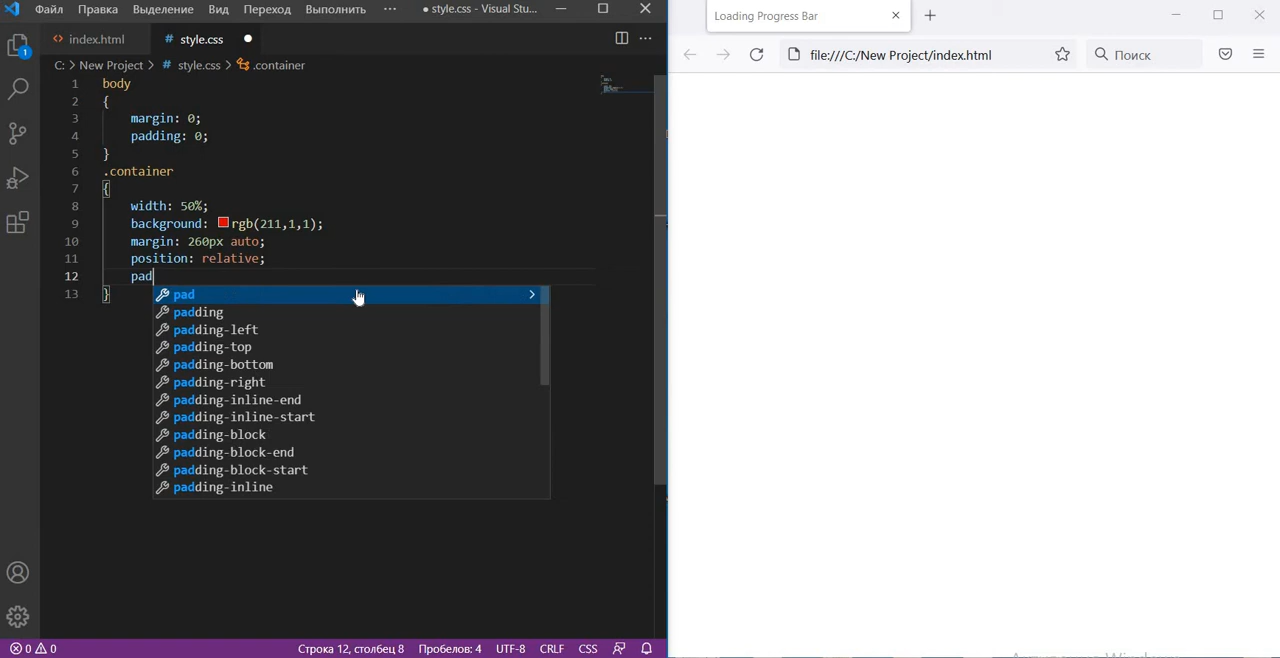 Файл Правка Выделение Вид Переход Выполнить ··· ● style.css - Visual Stu...
index.html # style.css
C: > New Project > # style.css > .container
1 body
2 {
3 margin: 0;
4 padding: 0;
5 }
6 .container
7 {
8 width: 50%;
9 background: rgb(211,1,1);
10 margin: 260px auto;
11 position: relative;
12 pad
13 }
pad
padding
padding-left
padding-top
padding-bottom
padding-right
padding-inline-end
padding-inline-start
padding-block
padding-block-end
padding-block-start
padding-inline
1
0 0 Строка 12, столбец 8 Пробелов: 4 UTF-8 CRLF CSS
Loading Progress Bar
file:///C:/New Project/index.html Поиск